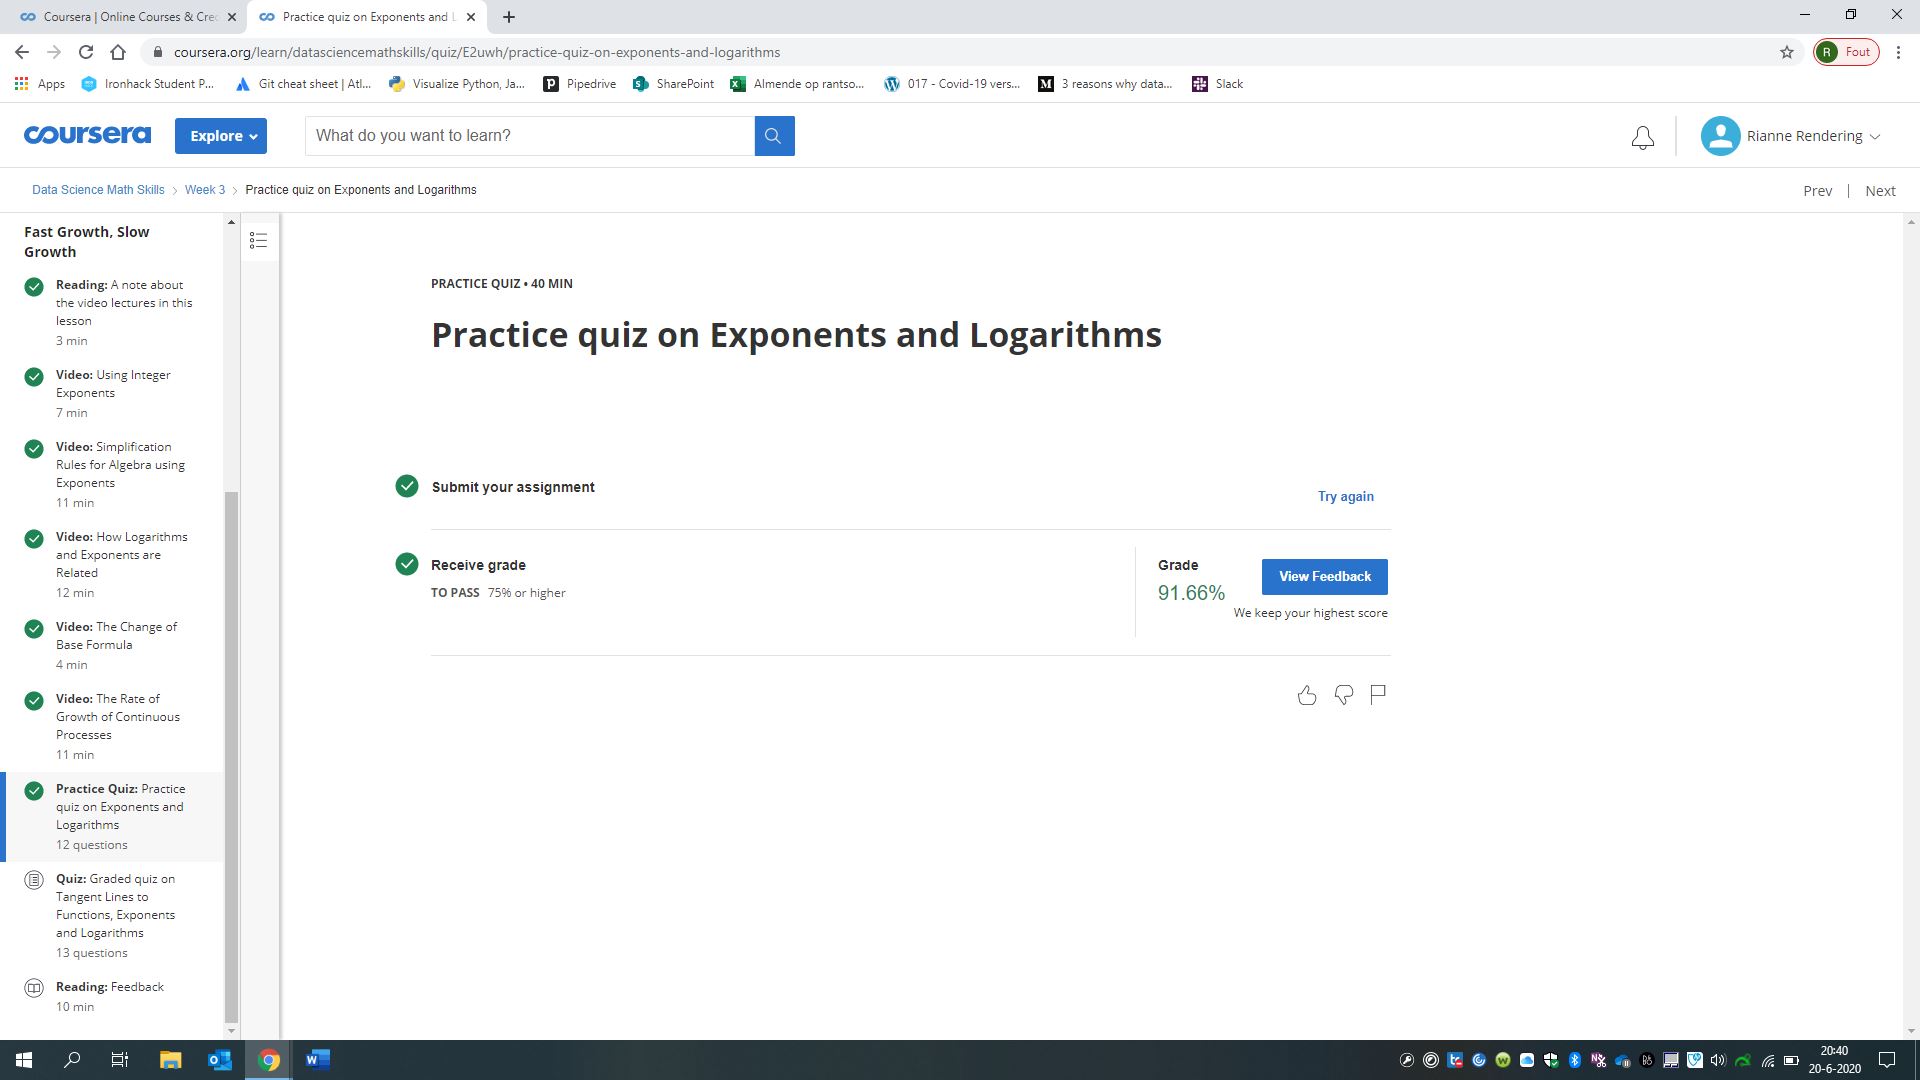 Coursera | Online Courses & Cre
Practice quiz on Exponents and L
coursera.org/learn/datasciencemathskills/quiz/E2uwh/practice-quiz-on-exponents-and-logarithms
R Fout
Apps
Ironhack Student P...
Git cheat sheet | Atl...
Visualize Python, Ja...
Pipedrive
SharePoint
Almende op rantso...
017 - Covid-19 vers...
3 reasons why data...
Slack
coursera
Explore
What do you want to learn?
Rianne Rendering
Data Science Math Skills > Week 3 > Practice quiz on Exponents and Logarithms
Prev | Next
Fast Growth, Slow
Growth
Reading: A note about
the video lectures in this
lesson
3 min
Video: Using Integer
Exponents
7 min
Video: Simplification
Rules for Algebra using
Exponents
11 min
Video: How Logarithms
and Exponents are
Related
12 min
Video: The Change of
Base Formula
4 min
Video: The Rate of
Growth of Continuous
Processes
11 min
Practice Quiz: Practice
quiz on Exponents and
Logarithms
12 questions
Quiz: Graded quiz on
Tangent Lines to
Functions, Exponents
and Logarithms
13 questions
Reading: Feedback
10 min
PRACTICE QUIZ • 40 MIN
Practice quiz on Exponents and Logarithms
Submit your assignment
Try again
Receive grade
TO PASS 75% or higher
Grade
91.66%
View Feedback
We keep your highest score
20:40
20-6-2020